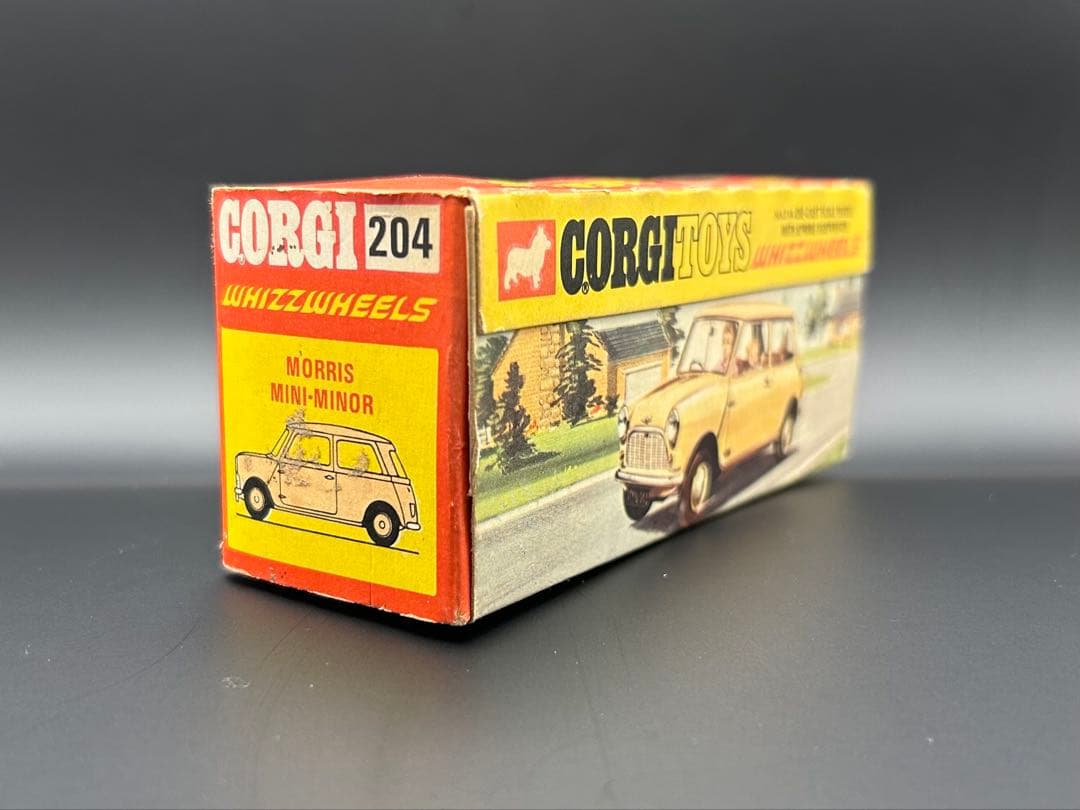 CORGI 204
WHIZZWHEELS
MORRIS
MINI-MINOR
CORGI TOYS
WHIZZWHEELS